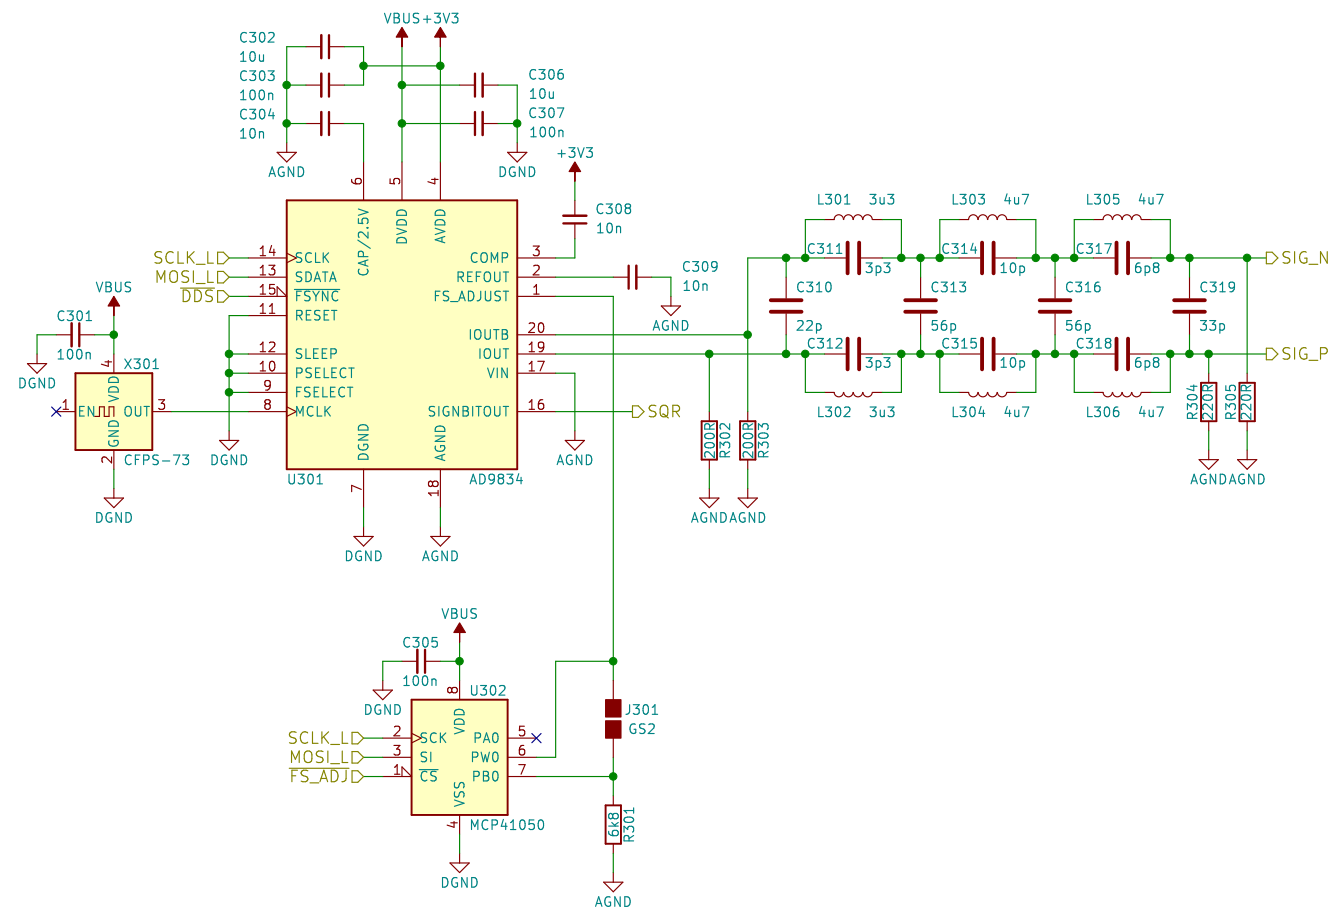 VBUS +3V3
C302
10u
C303
100n
C304
10n
C306
10u
C307
100n
AGND
DGND
+3V3
C308
10n
6
5
4
CAP/2.5V
DVDD
AVDD
SCLK_L
14
SCLK
MOSI_L
13
SDATA
DDS
15
FSYNC
11
RESET
12
SLEEP
10
PSELECT
9
FSELECT
8
MCLK
COMP
3
REFOUT
2
FS_ADJUST
1
IOUTB
20
IOUT
19
VIN
17
SIGNBITOUT
16
SQR
DGND
AGND
7
18
U301
AD9834
C309
10n
AGND
AGND
DGND
DGND
AGND
VBUS
C301
100n
DGND
X301
4
VDD
1
EN
OUT
3
GND
2
CFPS-73
DGND
L301 3u3
L303 4u7
L305 4u7
C311
3p3
C314
10p
C317
6p8
SIG_N
C310
22p
C313
56p
C316
56p
C319
33p
C312
3p3
C315
10p
C318
6p8
SIG_P
L302 3u3
L304 4u7
L306 4u7
200R
R302
200R
R303
AGND
AGND
R304
220R
R305
220R
AGND
AGND
VBUS
C305
100n
DGND
U302
8
VDD
SCLK_L
2
SCK
MOSI_L
3
SI
FS_ADJ
1
CS
PA0
5
PW0
6
PB0
7
VSS
4
MCP41050
DGND
J301
GS2
6k8
R301
AGND